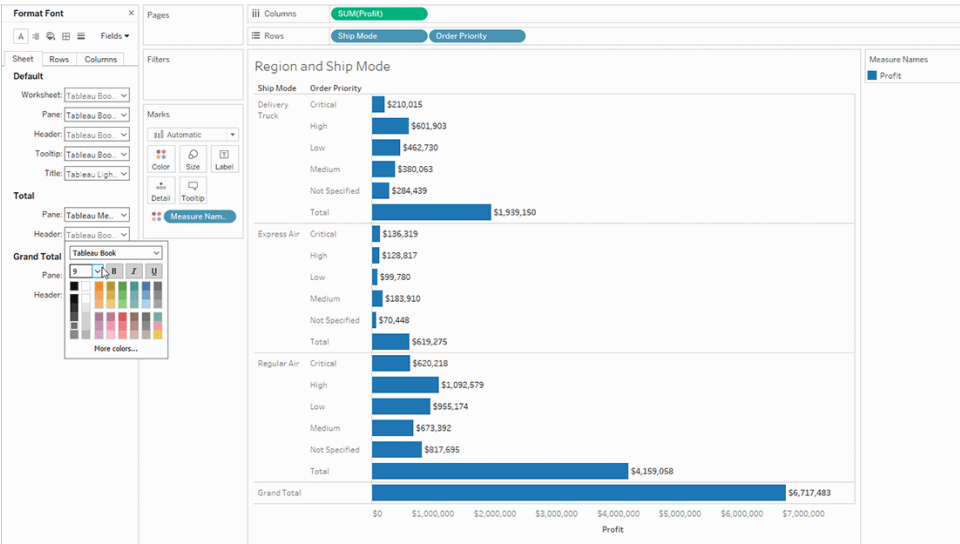 Format Font ×
A Fields
Sheet Rows Columns
Default
Worksheet: Tableau Boo..
Pane: Tableau Boo..
Header: Tableau Boo..
Tooltip: Tableau Boo..
Title: Tableau Ligh..
Total
Pane: Tableau Me..
Header: Tableau Boo..
Grand Total
Pane:
Header:
Tableau Book
9 B I U
More colors...
Pages
Filters
Marks
Automatic
Color Size Label
Detail Tooltip
Measure Nam..
Columns SUM(Profit)
Rows Ship Mode Order Priority
Region and Ship Mode
Ship Mode Order Priority
Delivery Truck
Critical $210,015
High $601,903
Low $462,730
Medium $380,063
Not Specified $284,439
Total $1,939,150
Express Air Critical $136,319
High $128,817
Low $99,780
Medium $183,910
Not Specified $70,448
Total $619,275
Regular Air Critical $620,218
High $1,092,579
Low $955,174
Medium $673,392
Not Specified $817,695
Total $4,159,058
Grand Total $6,717,483
$0 $1,000,000 $2,000,000 $3,000,000 $4,000,000 $5,000,000 $6,000,000 $7,000,000
Profit
Measure Names
Profit